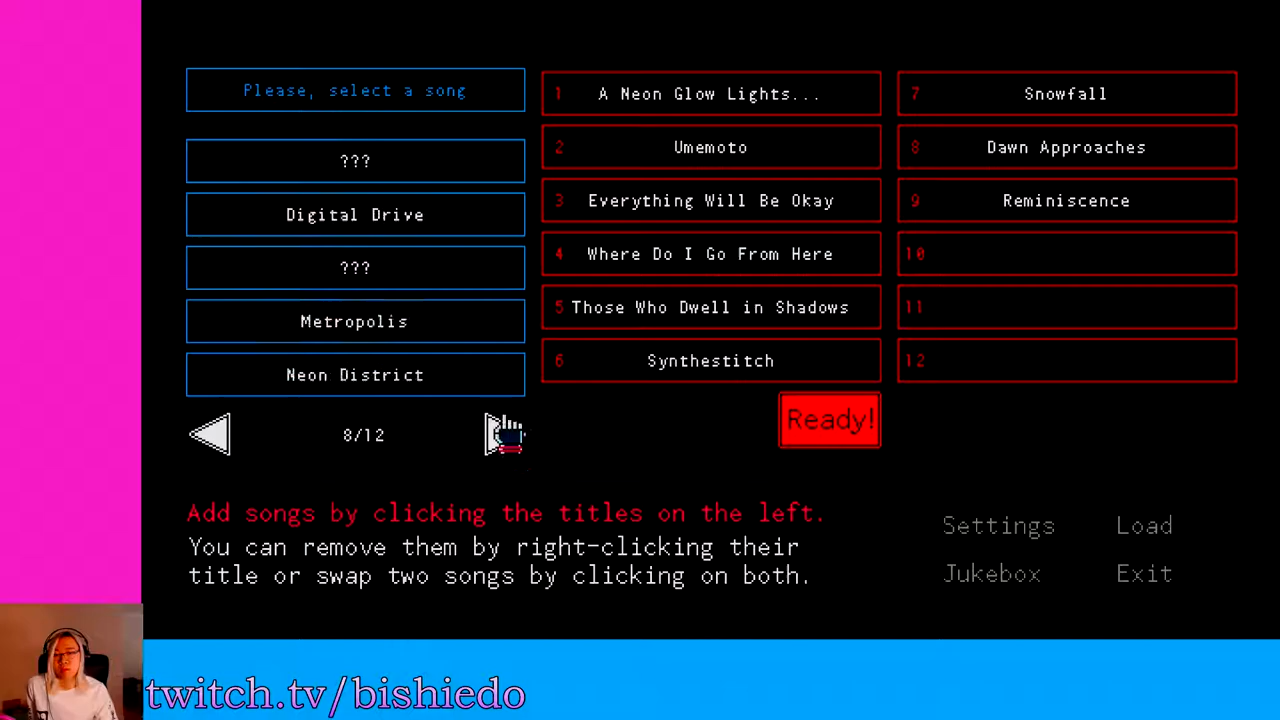 Please, select a song
???
Digital Drive
???
Metropolis
Neon District
8/12
1 A Neon Glow Lights...
2 Umemoto
3 Everything Will Be Okay
4 Where Do I Go From Here
5 Those Who Dwell in Shadows
6 Synthestitch
7 Snowfall
8 Dawn Approaches
9 Reminiscence
10
11
12
Ready!
Add songs by clicking the titles on the left.
You can remove them by right-clicking their
title or swap two songs by clicking on both.
Settings Load
Jukebox Exit
twitch.tv/bishiedo